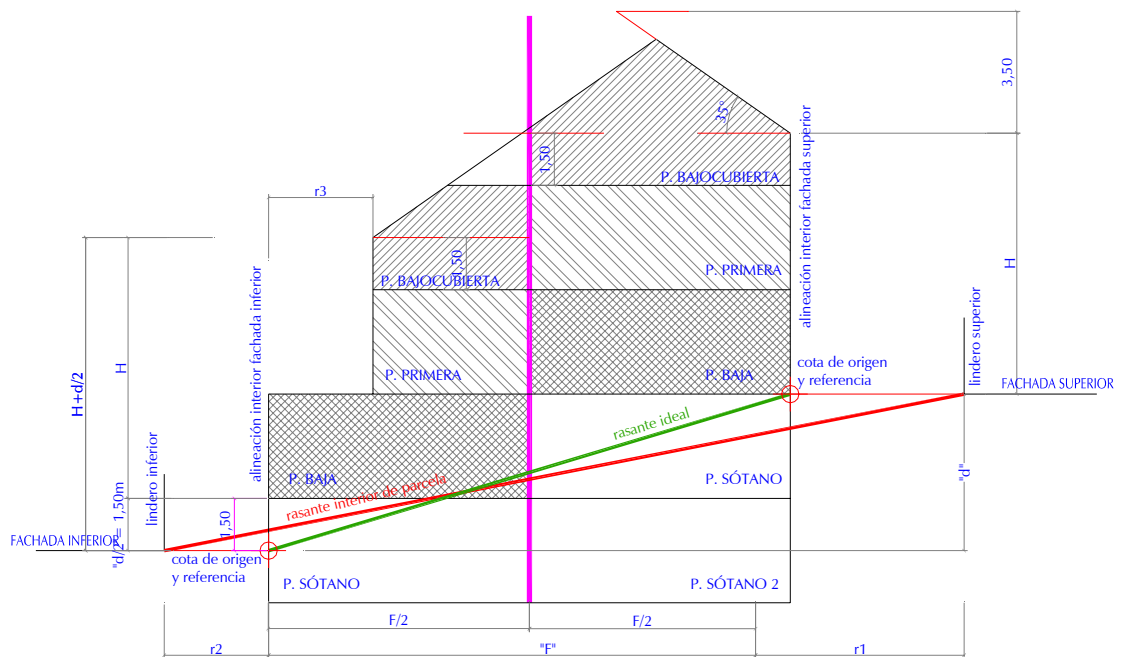 3,50
35°
1,50
P. BAJOCUBIERTA
alineación interior fachada superior
r3
H
P. PRIMERA
1,50
P. BAJOCUBIERTA
alineación interior fachada inferior
lindero superior
H+d/2
H
P. PRIMERA
P. BAJA
cota de origen
y referencia
FACHADA SUPERIOR
rasante ideal
"d"
lindero inferior
P. BAJA
P. SÓTANO
rasante interior de parcela
1,50
"d/2"= 1,50m
FACHADA INFERIOR
cota de origen
y referencia
P. SÓTANO
P. SÓTANO 2
F/2
F/2
r2
"F"
r1